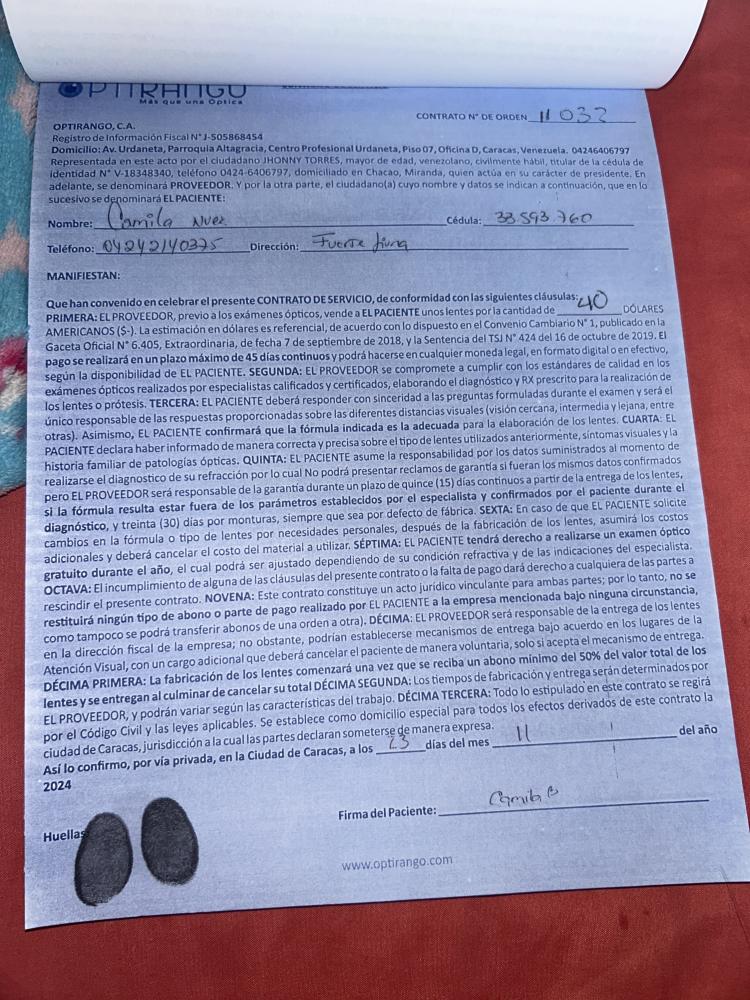 OPTIRANGO
Más que una Óptica
CONTRATO N° DE ORDEN 11 032
OPTIRANGO, C.A.
Registro de Información Fiscal N° J-505868454
Domicilio: Av. Urdaneta, Parroquia Altagracia, Centro Profesional Urdaneta, Piso 07, Oficina D, Caracas, Venezuela. 04246406797
Representada en este acto por el ciudadano JHONNY TORRES, mayor de edad, venezolano, civilmente hábil, titular de la cédula de
identidad N° V-18348340, teléfono 0424-6406797, domiciliado en Chacao, Miranda, quien actúa en su carácter de presidente. En
adelante, se denominará PROVEEDOR. Y por la otra parte, el ciudadano(a) cuyo nombre y datos se indican a continuación, que en lo
sucesivo se denominará EL PACIENTE:
Nombre: Camila Cédula: 33.593.760
Teléfono: 04242140375 Dirección: Fuerte Tiuna
MANIFIESTAN:
Que han convenido en celebrar el presente CONTRATO DE SERVICIO, de conformidad con las siguientes cláusulas:
PRIMERA: EL PROVEEDOR, previo a los exámenes ópticos, vende a EL PACIENTE unos lentes por la cantidad de 40 DÓLARES
AMERICANOS ($-). La estimación en dólares es referencial, de acuerdo con lo dispuesto en el Convenio Cambiario N° 1, publicado en la
Gaceta Oficial N° 6.405, Extraordinaria, de fecha 7 de septiembre de 2018, y la Sentencia del TSJ N° 424 del 16 de octubre de 2019. El
pago se realizará en un plazo máximo de 45 días continuos y podrá hacerse en cualquier moneda legal, en formato digital o en efectivo,
según la disponibilidad de EL PACIENTE. SEGUNDA: EL PROVEEDOR se compromete a cumplir con los estándares de calidad en los
exámenes ópticos realizados por especialistas calificados y certificados, elaborando el diagnóstico y RX prescrito para la realización de
los lentes o prótesis. TERCERA: EL PACIENTE deberá responder con sinceridad a las preguntas formuladas durante el examen y será el
único responsable de las respuestas proporcionadas sobre las diferentes distancias visuales (visión cercana, intermedia y lejana, entre
otras). Asimismo, EL PACIENTE confirmará que la fórmula indicada es la adecuada para la elaboración de los lentes. CUARTA: EL
PACIENTE declara haber informado de manera correcta y precisa sobre el tipo de lentes utilizados anteriormente, síntomas visuales y la
historia familiar de patologías ópticas. QUINTA: EL PACIENTE asume la responsabilidad por los datos suministrados al momento de
realizarse el diagnostico de su refracción por lo cual No podrá presentar reclamos de garantía si fueran los mismos datos confirmados
pero EL PROVEEDOR será responsable de la garantía durante un plazo de quince (15) días continuos a partir de la entrega de los lentes,
si la fórmula resulta estar fuera de los parámetros establecidos por el especialista y confirmados por el paciente durante el
diagnóstico, y treinta (30) días por monturas, siempre que sea por defecto de fábrica. SEXTA: En caso de que EL PACIENTE solicite
cambios en la fórmula o tipo de lentes por necesidades personales, después de la fabricación de los lentes, asumirá los costos
adicionales y deberá cancelar el costo del material a utilizar. SÉPTIMA: EL PACIENTE tendrá derecho a realizarse un examen óptico
gratuito durante el año, el cual podrá ser ajustado dependiendo de su condición refractiva y de las indicaciones del especialista.
OCTAVA: El incumplimiento de alguna de las cláusulas del presente contrato o la falta de pago dará derecho a cualquiera de las partes a
rescindir el presente contrato. NOVENA: Este contrato constituye un acto jurídico vinculante para ambas partes; por lo tanto, no se
restituirá ningún tipo de abono o parte de pago realizado por EL PACIENTE a la empresa mencionada bajo ninguna circunstancia,
como tampoco se podrá transferir abonos de una orden a otra). DÉCIMA: EL PROVEEDOR será responsable de la entrega de los lentes
en la dirección fiscal de la empresa; no obstante, podrían establecerse mecanismos de entrega bajo acuerdo en los lugares de la
Atención Visual, con un cargo adicional que deberá cancelar el paciente de manera voluntaria, solo si acepta el mecanismo de entrega.
DÉCIMA PRIMERA: La fabricación de los lentes comenzará una vez que se reciba un abono mínimo del 50% del valor total de los
lentes y se entregan al culminar de cancelar su total DÉCIMA SEGUNDA: Los tiempos de fabricación y entrega serán determinados por
EL PROVEEDOR, y podrán variar según las características del trabajo. DÉCIMA TERCERA: Todo lo estipulado en este contrato se regirá
por el Código Civil y las leyes aplicables. Se establece como domicilio especial para todos los efectos derivados de este contrato la
ciudad de Caracas, jurisdicción a la cual las partes declaran someterse de manera expresa.
Así lo confirmo, por vía privada, en la Ciudad de Caracas, a los 23 días del mes 11 del año
2024
Firma del Paciente: Camila
Huellas
www.optirango.com